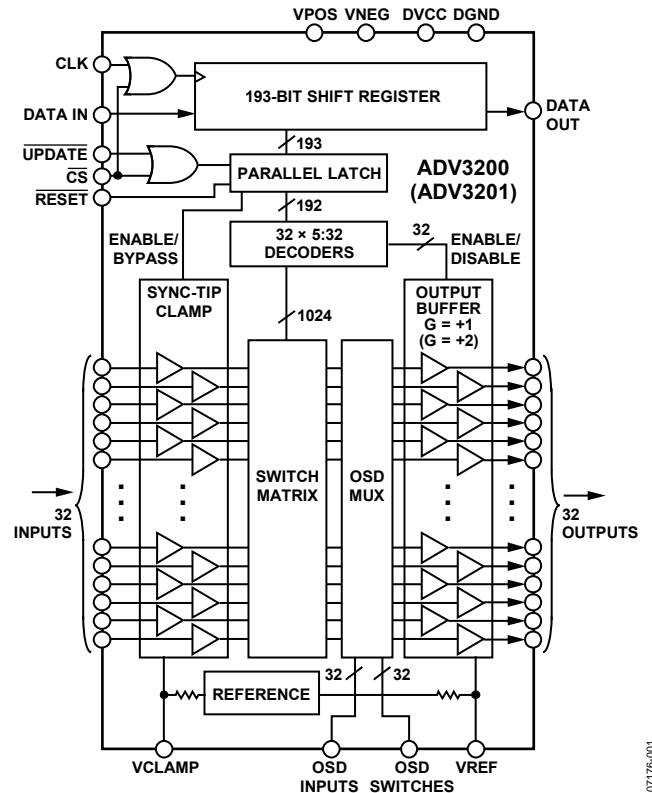 VPOS VNEG DVCC DGND
CLK
193-BIT SHIFT REGISTER
DATA IN
DATA
OUT
193
UPDATE
CS
RESET
PARALLEL LATCH
ADV3200
(ADV3201)
192
ENABLE/
BYPASS
32 × 5:32
DECODERS
32
ENABLE/
DISABLE
SYNC-TIP
CLAMP
1024
OUTPUT
BUFFER
G = +1
(G = +2)
SWITCH
MATRIX
OSD
MUX
32
INPUTS
32
OUTPUTS
REFERENCE
32
32
VCLAMP
OSD
INPUTS
OSD
SWITCHES
VREF
07176-001